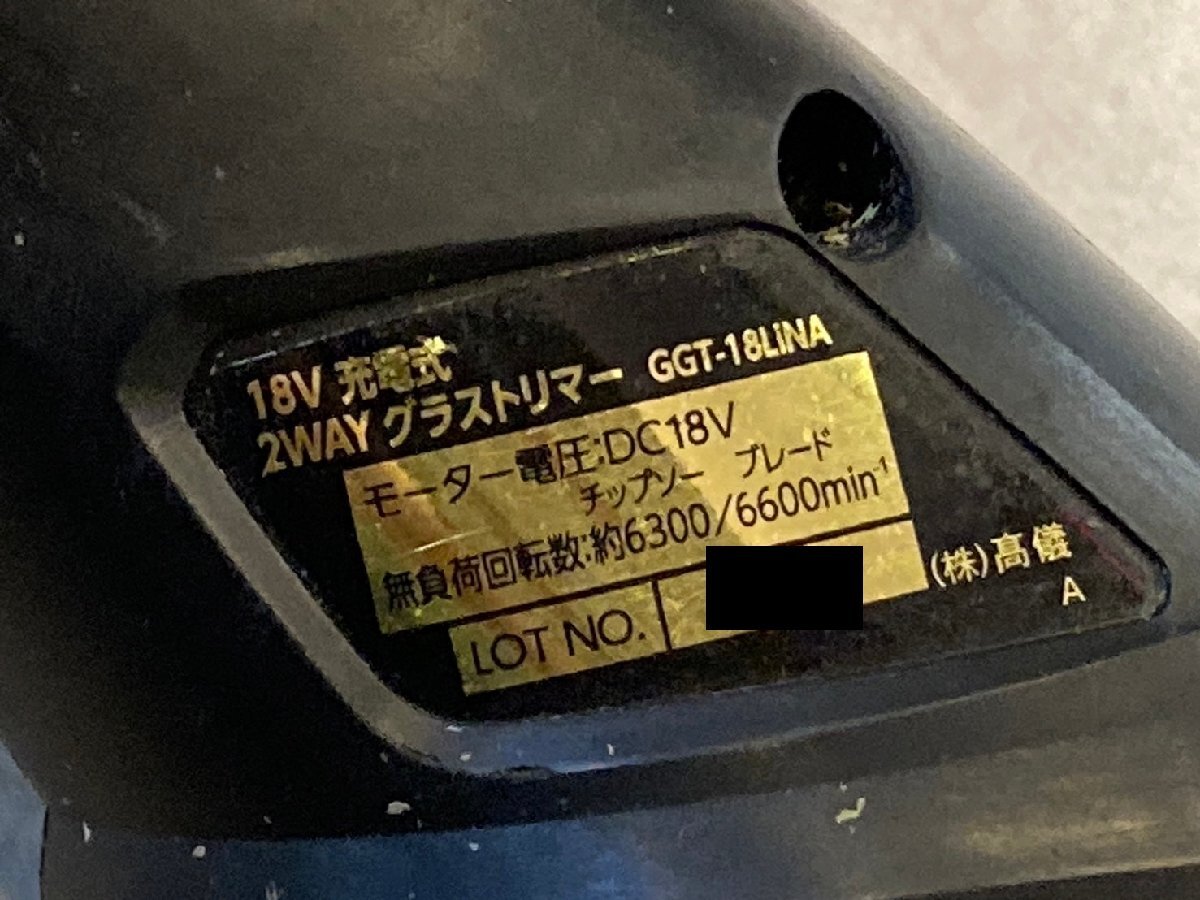 18V 充電式
2WAY グラストリマー GGT-18LiNA
モーター電圧:DC18V
チップソー ブレード
無負荷回転数:約6300/6600min⁻¹
LOT NO.
(株)高儀
A